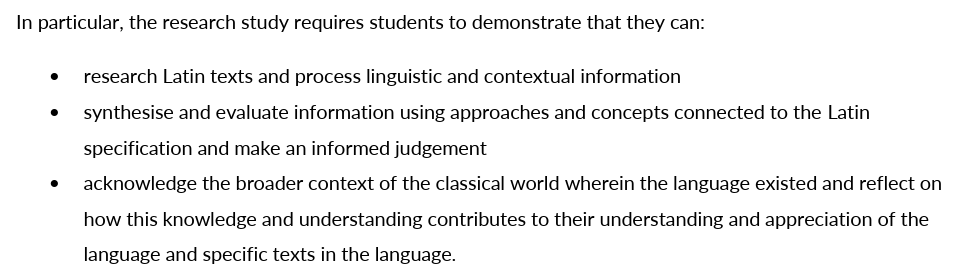 In particular, the research study requires students to demonstrate that they can:
• research Latin texts and process linguistic and contextual information
• synthesise and evaluate information using approaches and concepts connected to the Latin
specification and make an informed judgement
• acknowledge the broader context of the classical world wherein the language existed and reflect on
how this knowledge and understanding contributes to their understanding and appreciation of the
language and specific texts in the language.